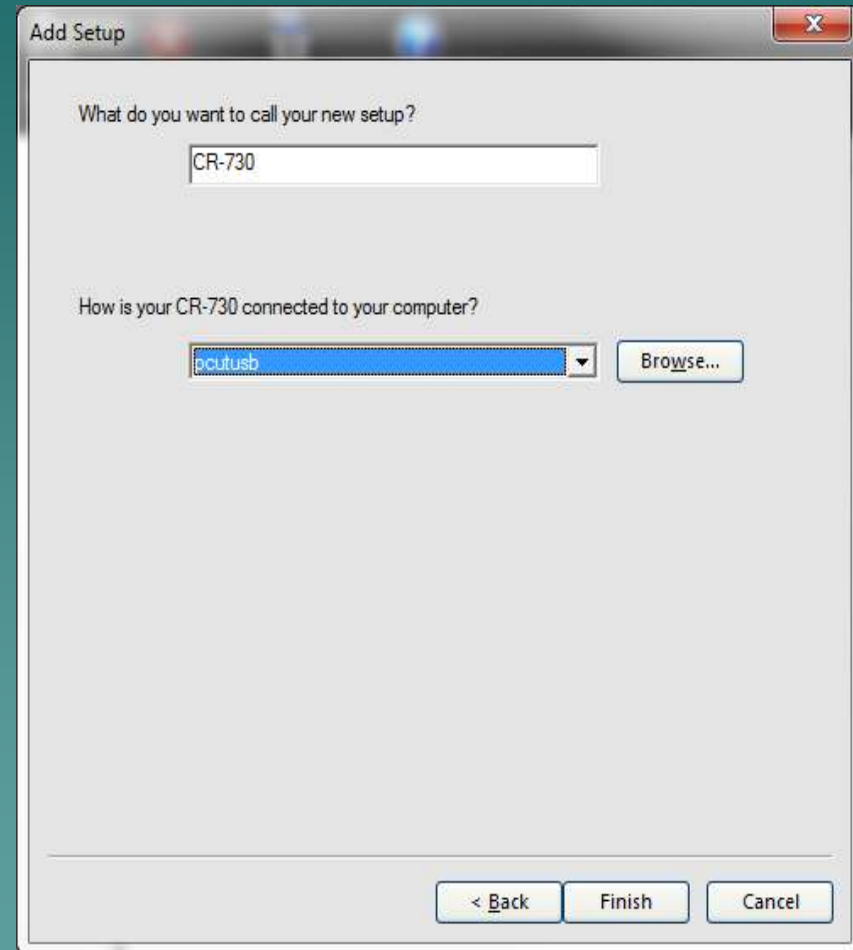 Add Setup
What do you want to call your new setup?
CR-730
How is your CR-730 connected to your computer?
pcutusb
Browse...
< Back
Finish
Cancel